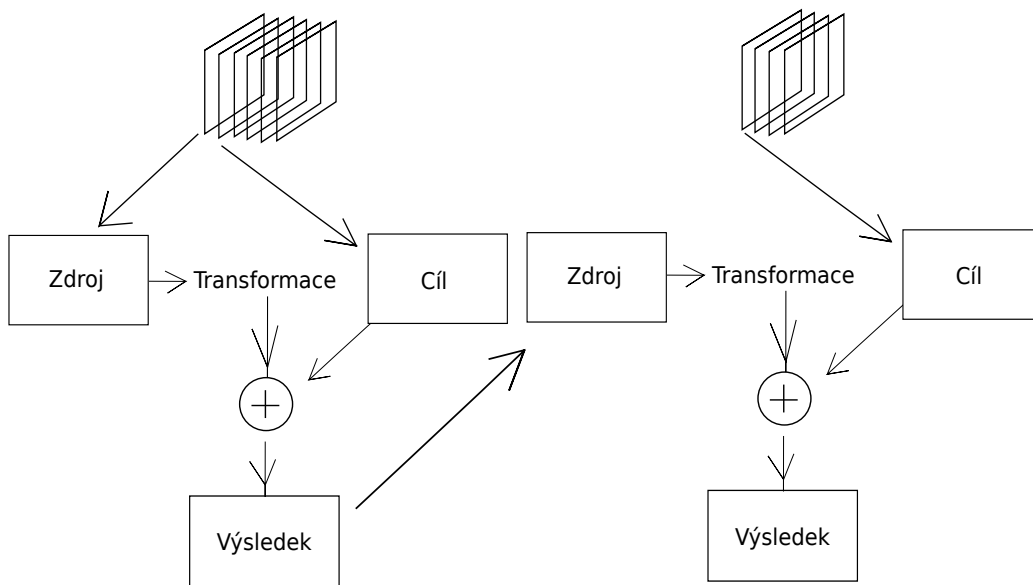 Zdroj
Transformace
Cíl
Výsledek
Zdroj
Transformace
Cíl
Výsledek